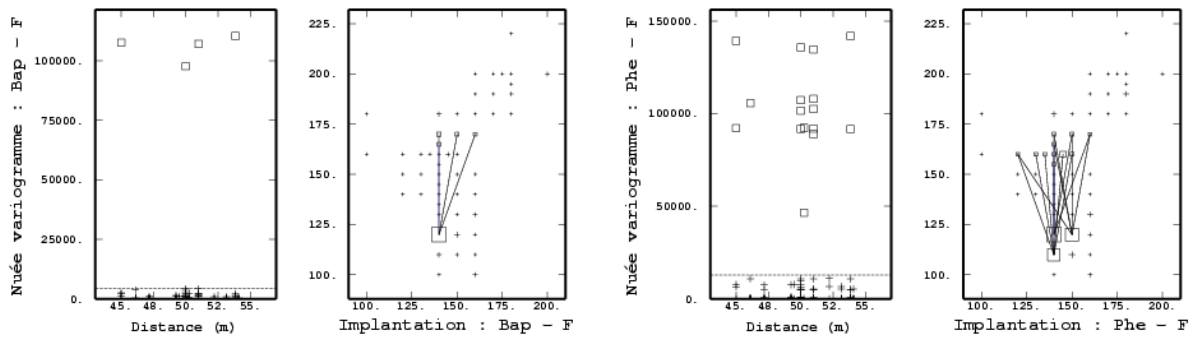 Nuée variogramme : Bap - F
100000.
75000.
50000.
25000.
0.
45. 48. 50. 52. 55.
Distance (m)
225.
200.
175.
150.
125.
100.
100. 125. 150. 175. 200.
Implantation : Bap - F
Nuée variogramme : Phe - F
150000.
100000.
50000.
0.
45. 48. 50. 52. 55.
Distance (m)
225.
200.
175.
150.
125.
100.
100. 125. 150. 175. 200.
Implantation : Phe - F